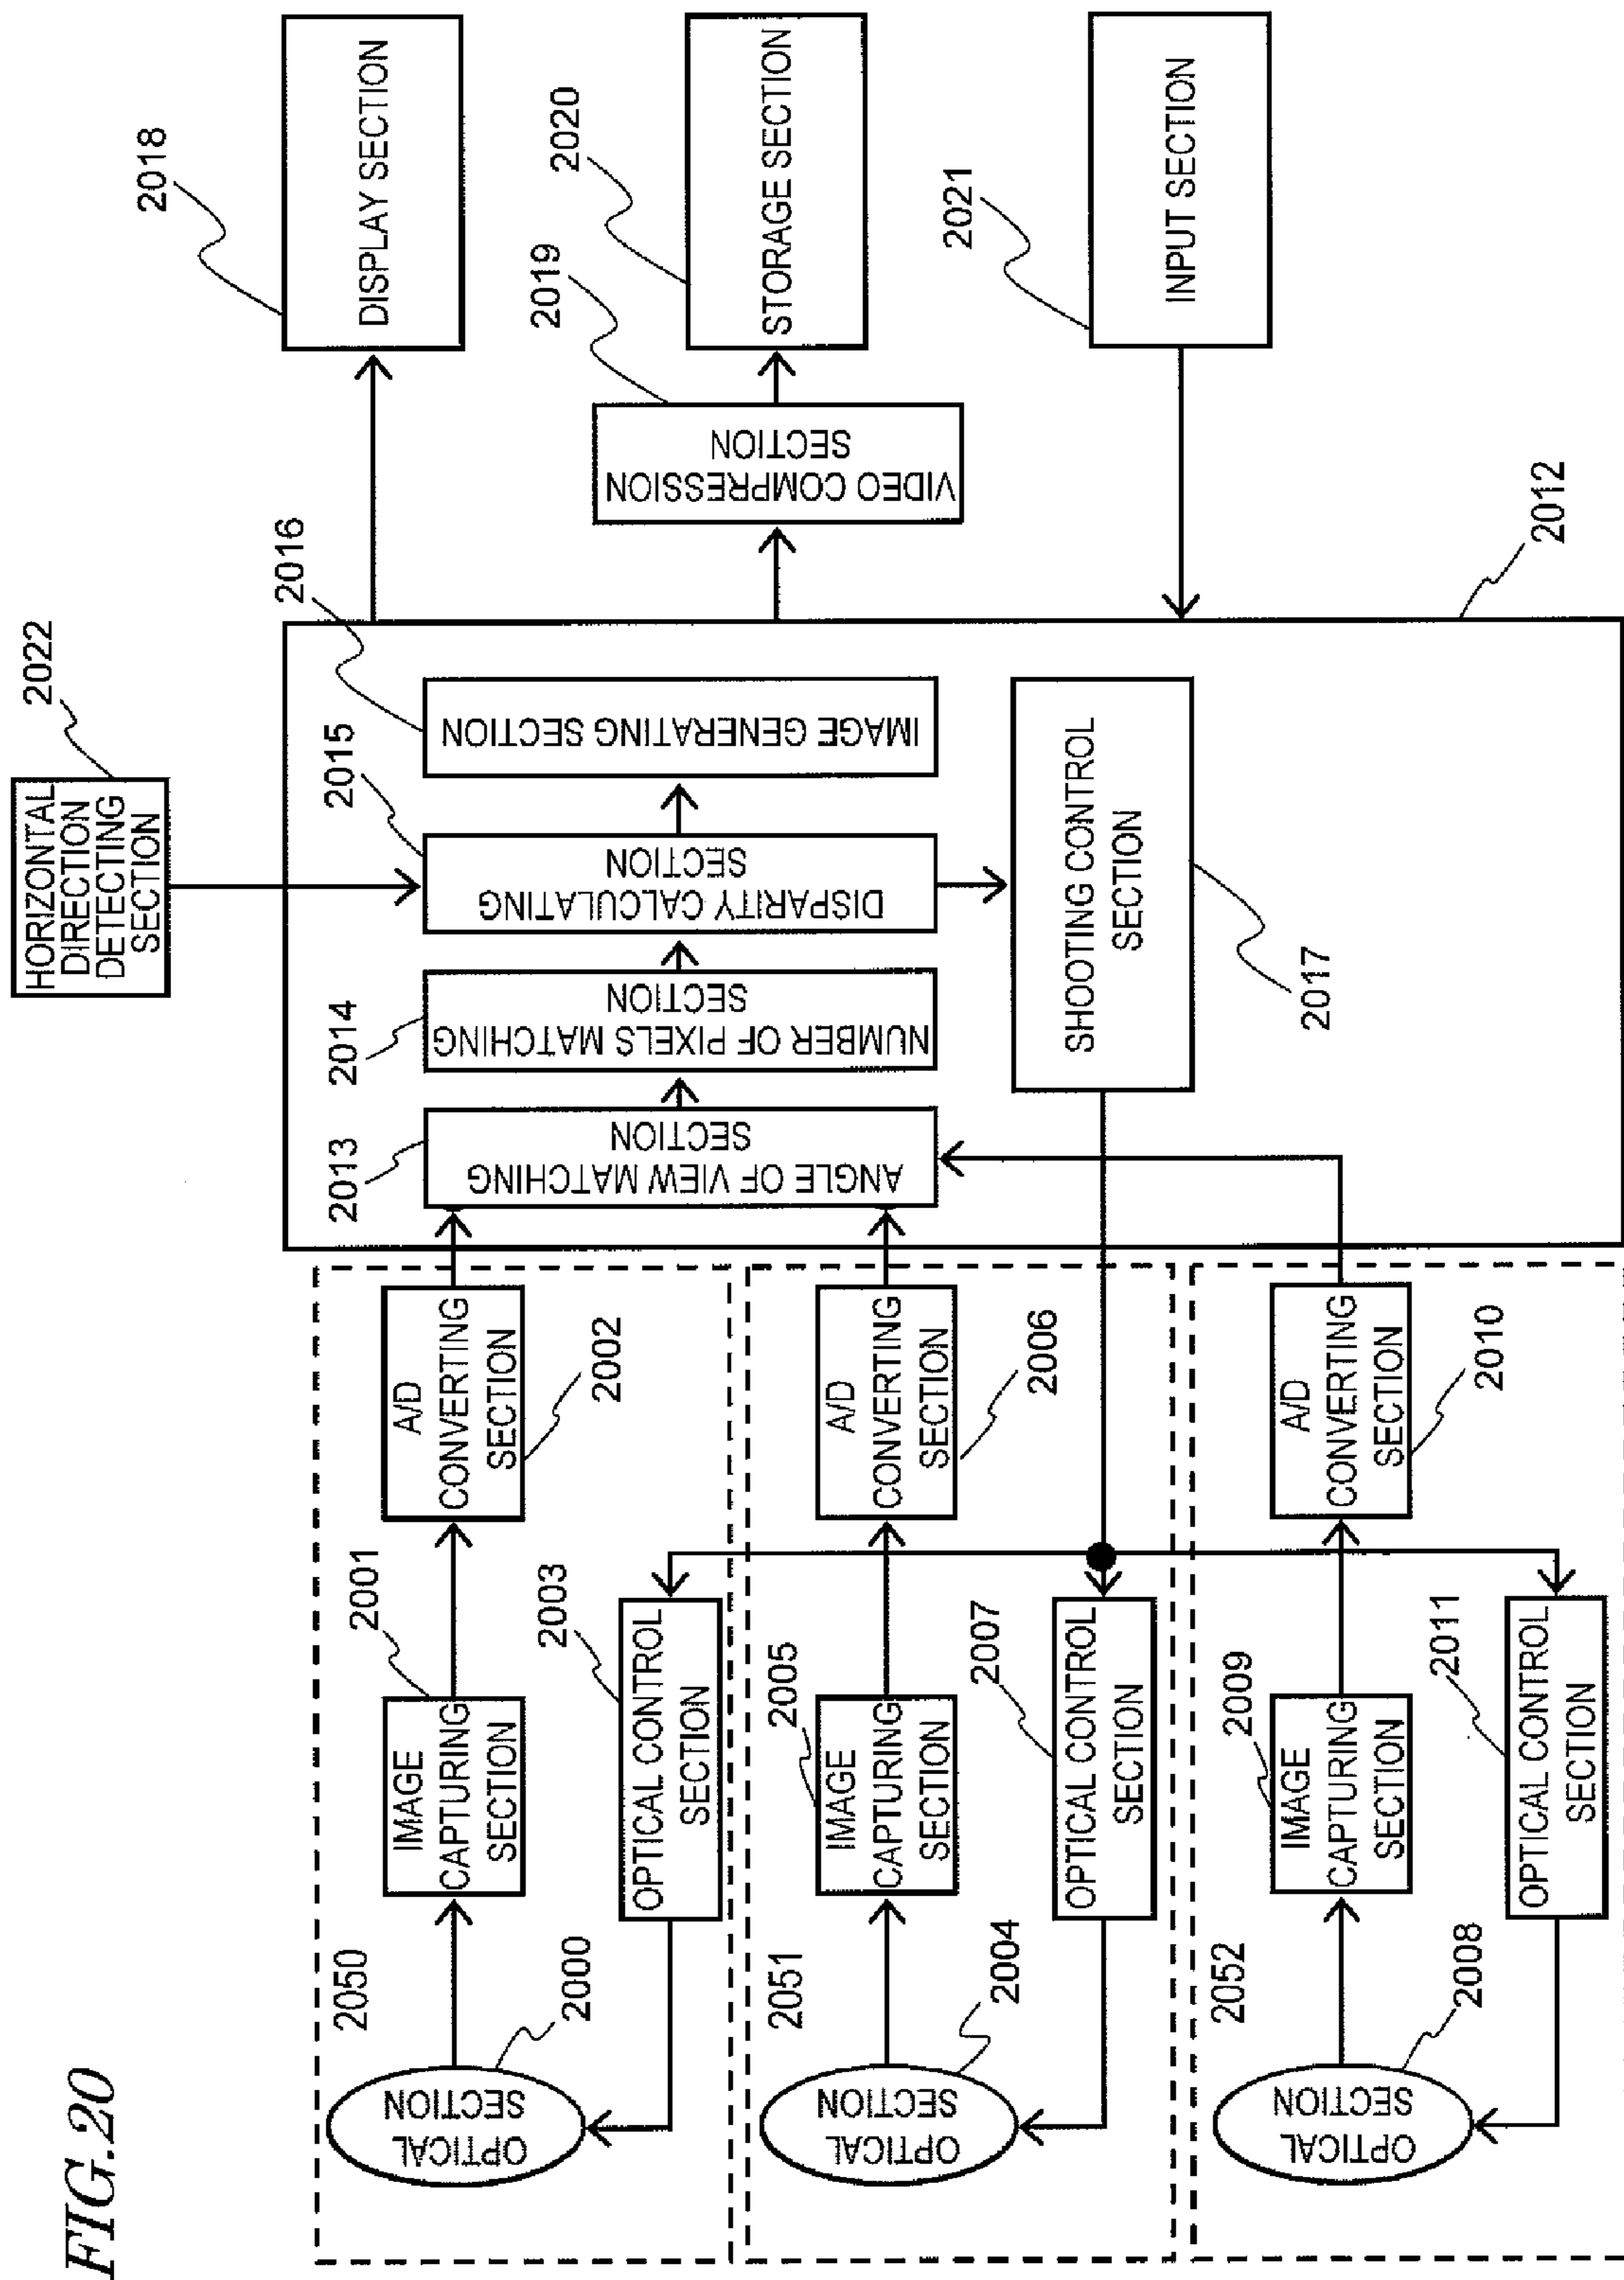 FIG.20
HORIZONTAL
DIRECTION
DETECTING
SECTION
2022
2018
DISPLAY SECTION
2050
OPTICAL
SECTION
2000
IMAGE
CAPTURING
SECTION
2001
A/D
CONVERTING
SECTION
2002
OPTICAL CONTROL
SECTION
2003
2051
OPTICAL
SECTION
2004
IMAGE
CAPTURING
SECTION
2005
A/D
CONVERTING
SECTION
2006
OPTICAL CONTROL
SECTION
2007
2052
OPTICAL
SECTION
2008
IMAGE
CAPTURING
SECTION
2009
A/D
CONVERTING
SECTION
2010
OPTICAL CONTROL
SECTION
2011
2013
ANGLE OF VIEW MATCHING
SECTION
2014
NUMBER OF PIXELS MATCHING
SECTION
2015
DISPARITY CALCULATING
SECTION
2016
IMAGE GENERATING SECTION
SHOOTING CONTROL
SECTION
2017
2012
VIDEO COMPRESSION
SECTION
2019
STORAGE SECTION
2020
INPUT SECTION
2021